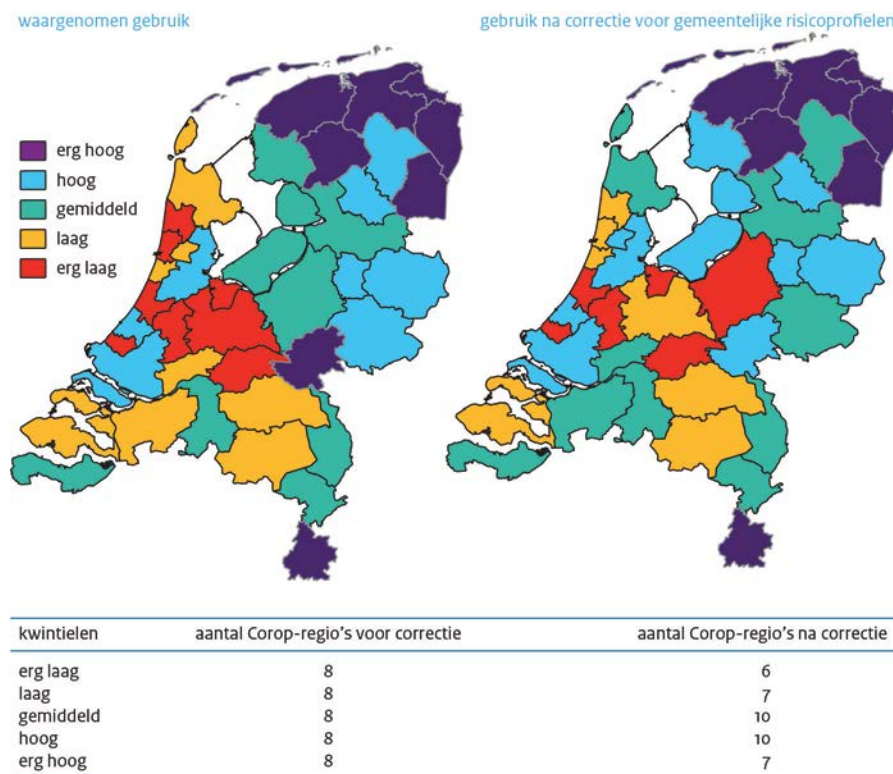 waargenomen gebruik
gebruik na correctie voor gemeentelijke risicoprofielen
erg hoog
hoog
gemiddeld
laag
erg laag
kwintielen aantal Corop-regio's voor correctie aantal Corop-regio's na correctie
erg laag 8 6
laag 8 7
gemiddeld 8 10
hoog 8 10
erg hoog 8 7